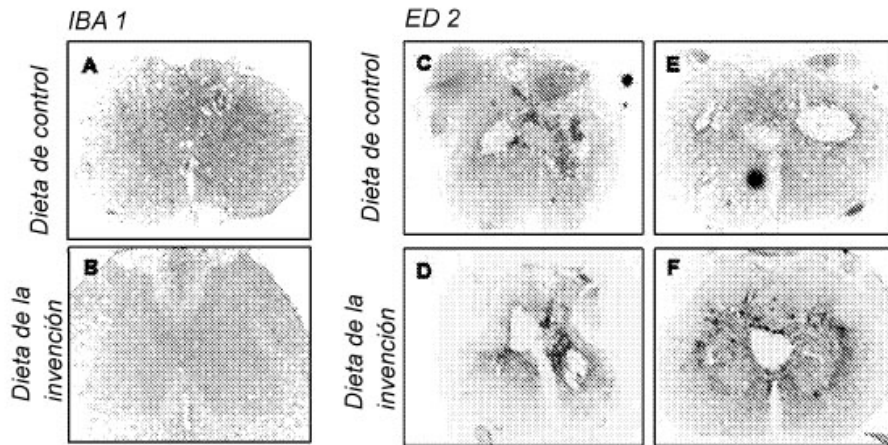 IBA 1
ED 2
Dieta de control
A
C
E
Dieta de control
Dieta de la
invención
B
D
F
Dieta de la
invención